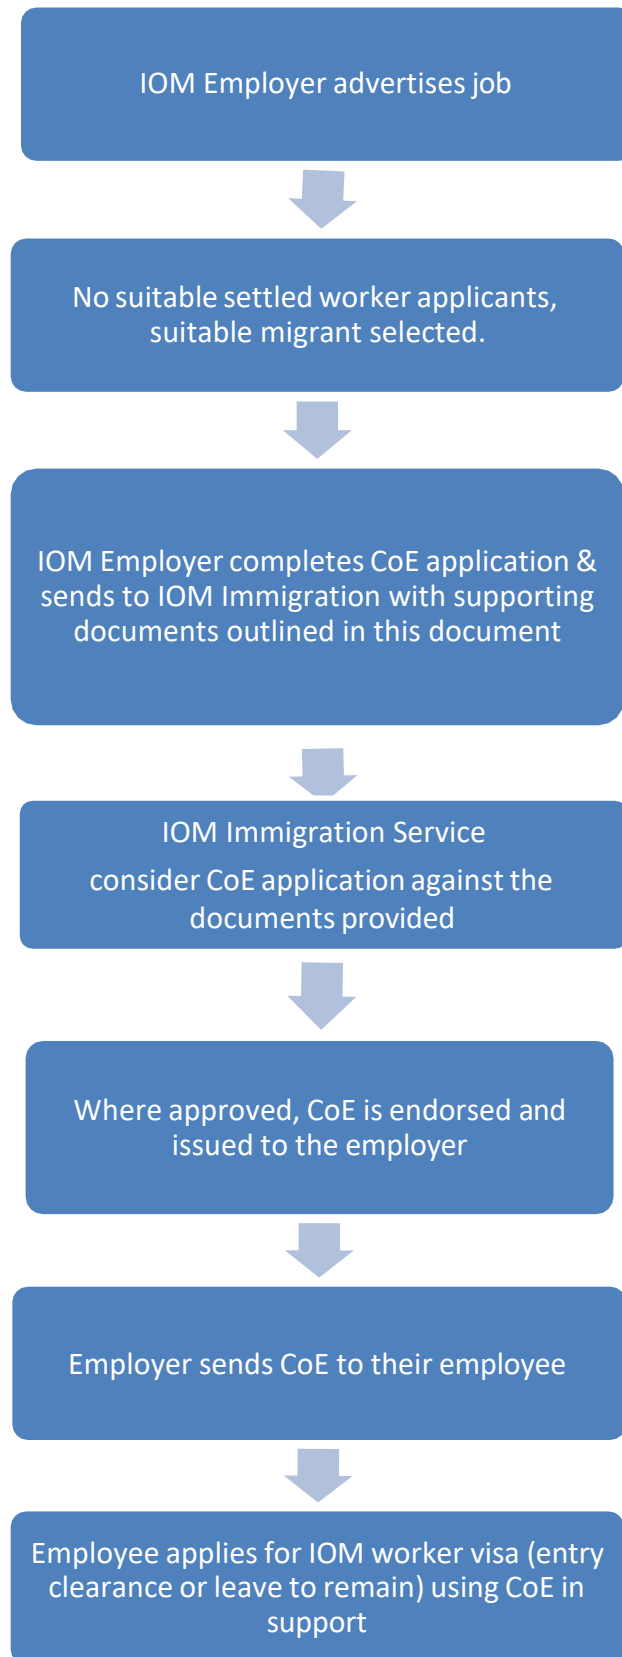 IOM Employer advertises job
No suitable settled worker applicants,
suitable migrant selected.
IOM Employer completes CoE application &
sends to IOM Immigration with supporting
documents outlined in this document
IOM Immigration Service
consider CoE application against the
documents provided
Where approved, CoE is endorsed and
issued to the employer
Employer sends CoE to their employee
Employee applies for IOM worker visa (entry
clearance or leave to remain) using CoE in
support